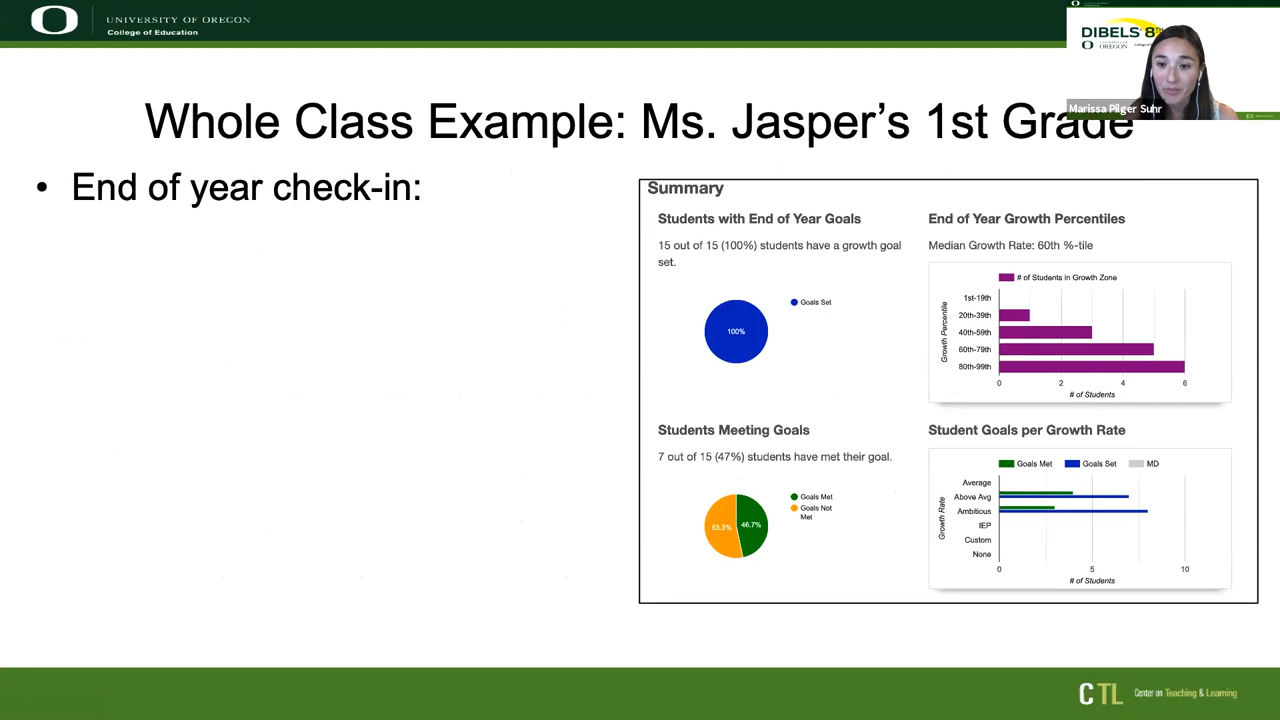 UNIVERSITY OF OREGON
College of Education
DIBELS 8
OREGON
Marissa Pilger Suhr
Whole Class Example: Ms. Jasper's 1st Grade
• End of year check-in:
Summary
Students with End of Year Goals
15 out of 15 (100%) students have a growth goal
set.
Goals Set
100%
End of Year Growth Percentiles
Median Growth Rate: 60th %-tile
# of Students in Growth Zone
Growth Percentile
1st-19th
20th-39th
40th-59th
60th-79th
80th-99th
0 2 4 6
# of Students
Students Meeting Goals
7 out of 15 (47%) students have met their goal.
Goals Met
Goals Not
Met
53.3% 46.7%
Student Goals per Growth Rate
Goals Met Goals Set MD
Growth Rate
Average
Above Avg
Ambitious
IEP
Custom
None
0 5 10
# of Students
CTL Center on Teaching & Learning